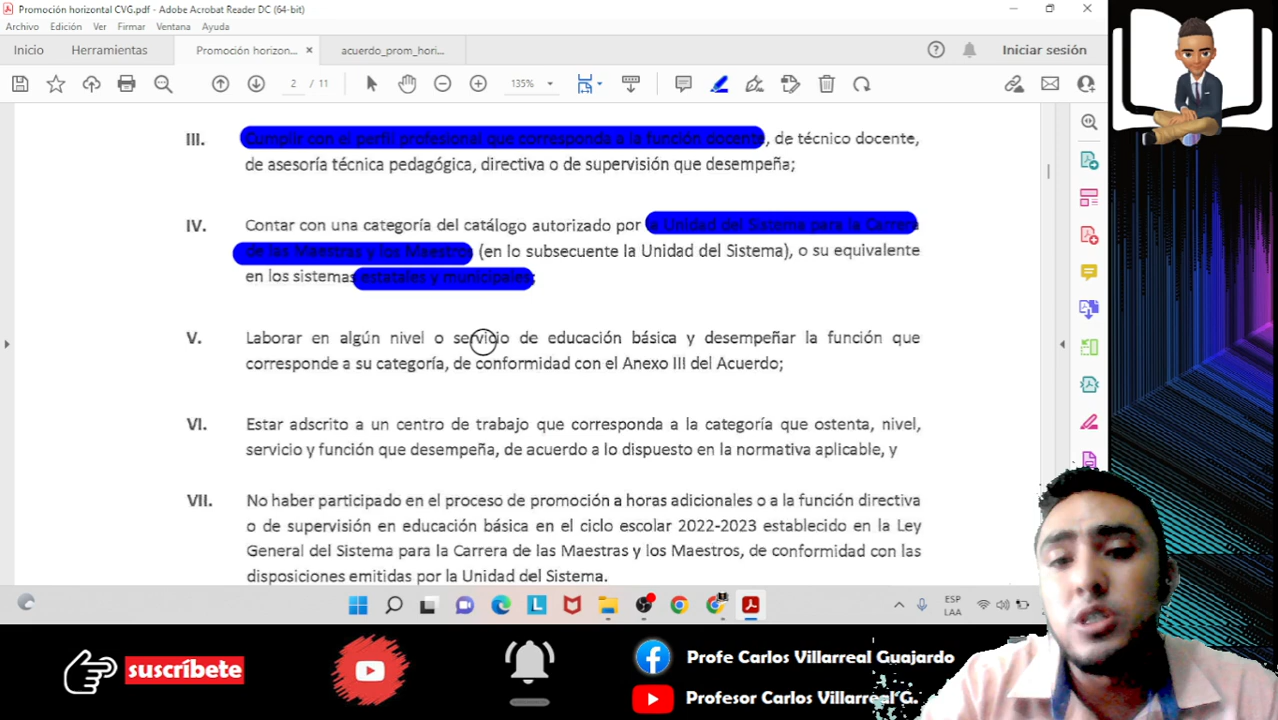 Promoción horizontal CVG.pdf - Adobe Acrobat Reader DC (64-bit)
Archivo Edición Ver Firmar Ventana Ayuda
Inicio Herramientas Promoción horizon... × acuerdo_prom_hori... Iniciar sesión
2 / 11 135%
III. Cumplir con el perfil profesional que corresponda a la función docente, de técnico docente,
de asesoría técnica pedagógica, directiva o de supervisión que desempeña;
IV. Contar con una categoría del catálogo autorizado por la Unidad del Sistema para la Carrera
de las Maestras y los Maestros (en lo subsecuente la Unidad del Sistema), o su equivalente
en los sistemas estatales y municipales;
V. Laborar en algún nivel o servicio de educación básica y desempeñar la función que
corresponde a su categoría, de conformidad con el Anexo III del Acuerdo;
VI. Estar adscrito a un centro de trabajo que corresponda a la categoría que ostenta, nivel,
servicio y función que desempeña, de acuerdo a lo dispuesto en la normativa aplicable, y
VII. No haber participado en el proceso de promoción a horas adicionales o a la función directiva
o de supervisión en educación básica en el ciclo escolar 2022-2023 establecido en la Ley
General del Sistema para la Carrera de las Maestras y los Maestros, de conformidad con las
disposiciones emitidas por la Unidad del Sistema.
ESP
LAA
suscríbete
Profe Carlos Villarreal Guajardo
Profesor Carlos Villarreal G.